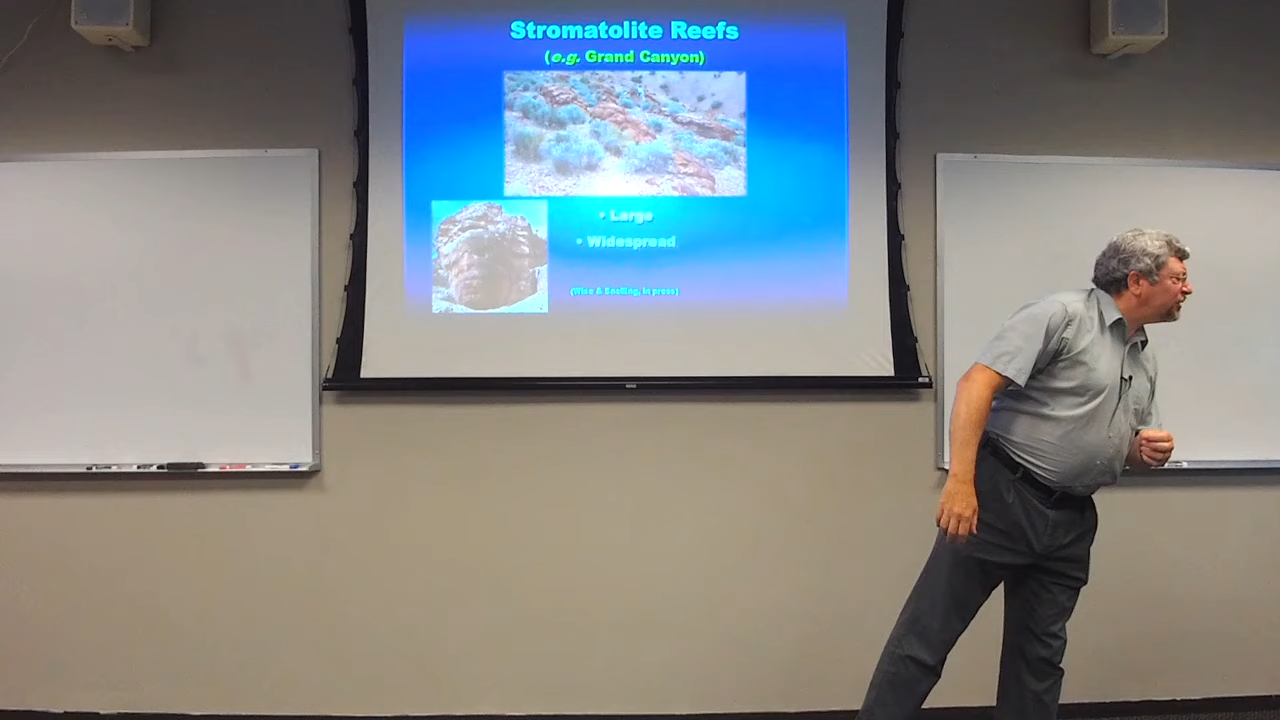 Stromatolite Reefs
(e.g. Grand Canyon)
• Large
• Widespread
(Wise & Snelling, in press)